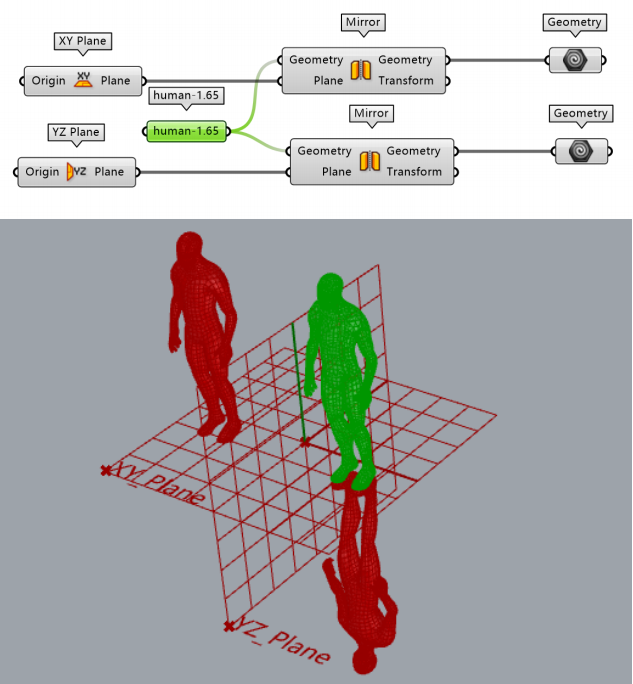 Mirror
Geometry
XY Plane
Geometry Geometry
Origin XY Plane
Plane Transform
human-1.65
Mirror
Geometry
human-1.65
YZ Plane
Geometry Geometry
Origin YZ Plane
Plane Transform
XY_Plane
YZ_Plane